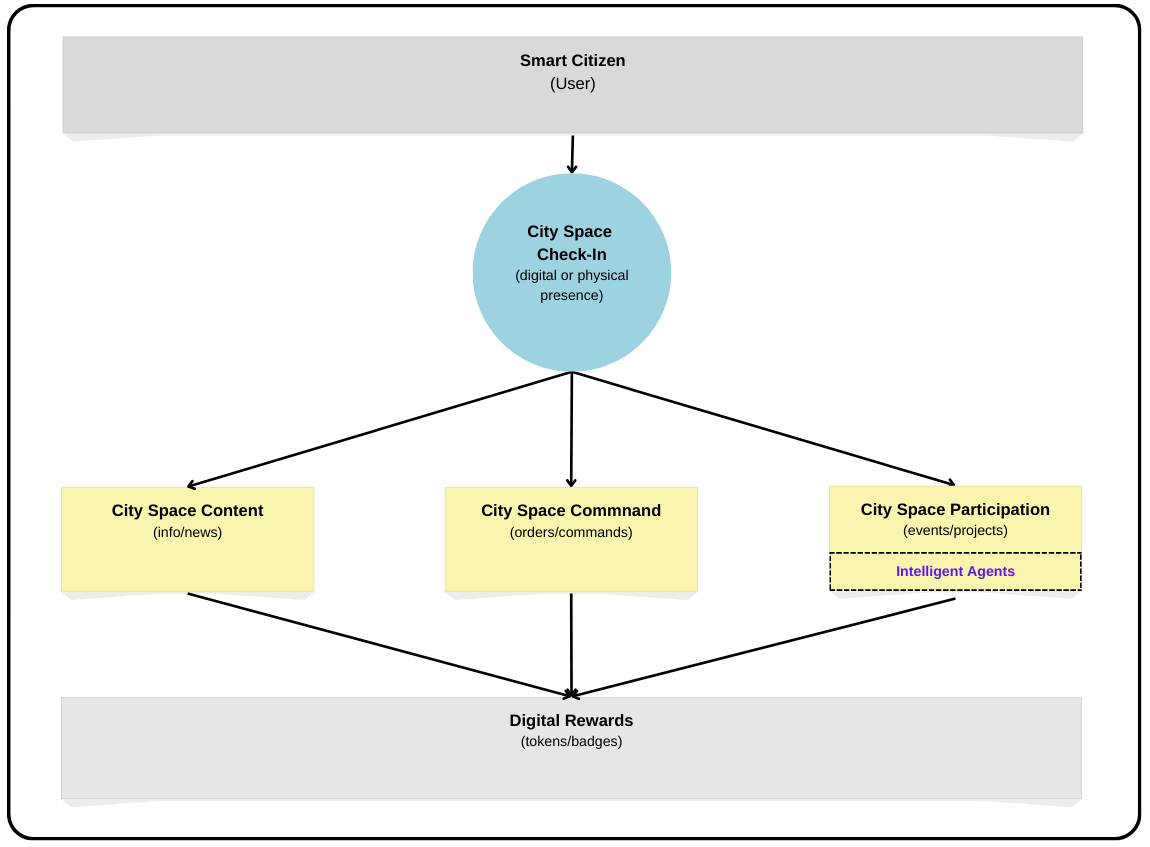 Smart Citizen
(User)
City Space
Check-In
(digital or physical
presence)
City Space Content
(info/news)
City Space Commnand
(orders/commands)
City Space Participation
(events/projects)
Intelligent Agents
Digital Rewards
(tokens/badges)